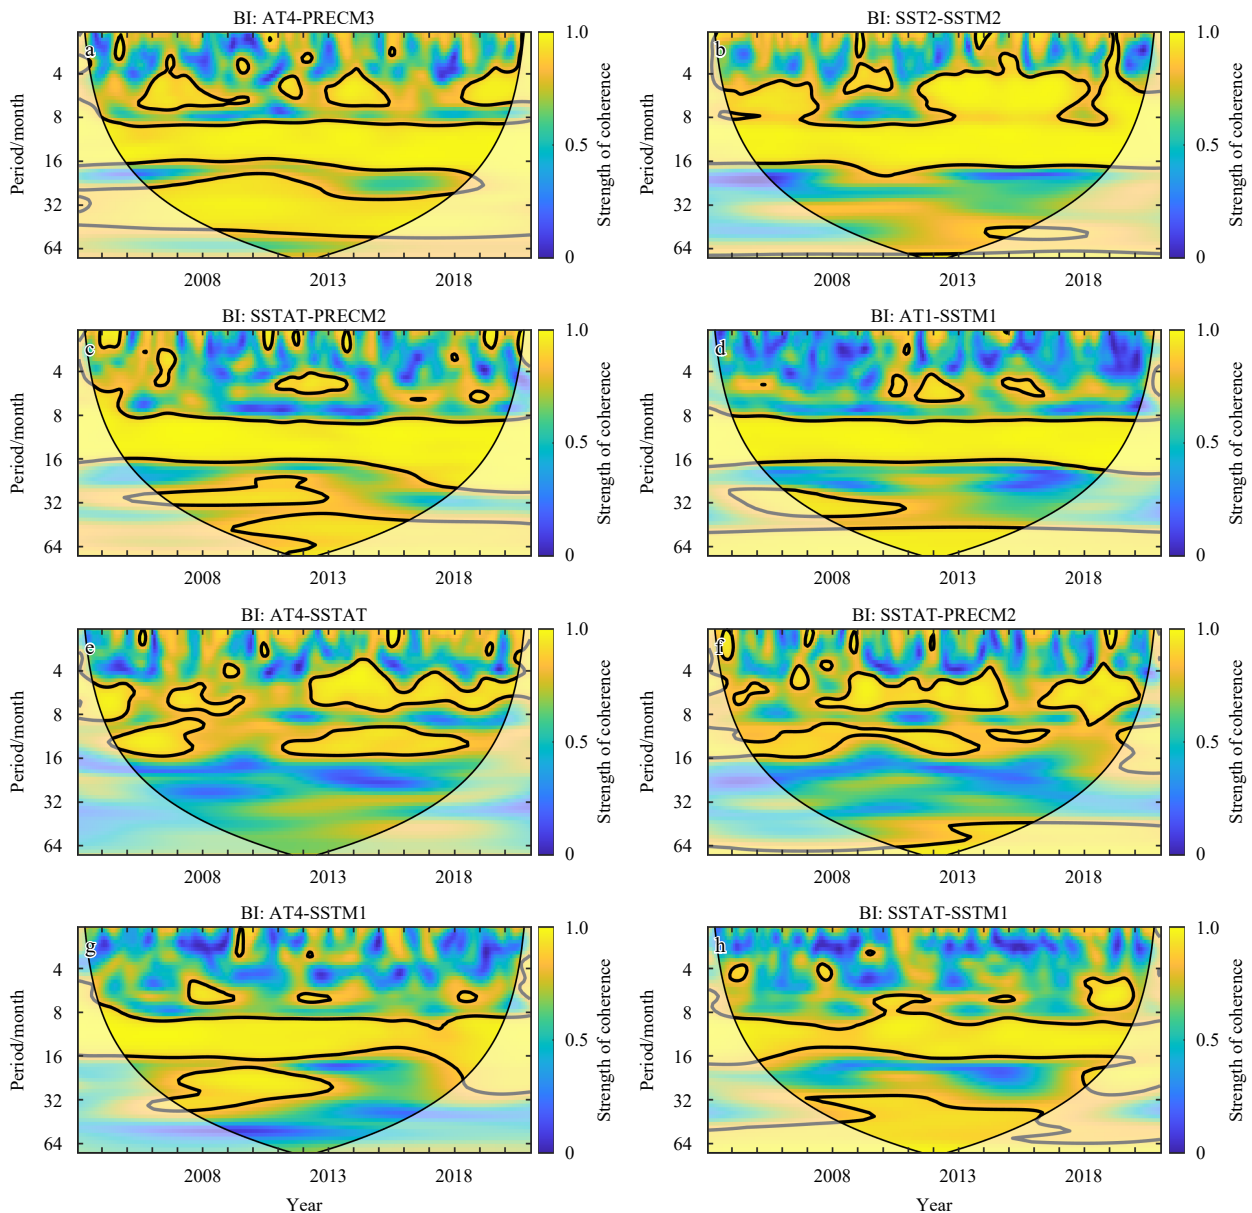 BI: AT4-PRECM3
a
Period/month
4
8
16
32
64
2008
2013
2018
1.0
0.5
0
Strength of coherence
BI: SST2-SSTM2
b
Period/month
4
8
16
32
64
2008
2013
2018
1.0
0.5
0
Strength of coherence
BI: SSTAT-PRECM2
c
Period/month
4
8
16
32
64
2008
2013
2018
1.0
0.5
0
Strength of coherence
BI: AT1-SSTM1
d
Period/month
4
8
16
32
64
2008
2013
2018
1.0
0.5
0
Strength of coherence
BI: AT4-SSTAT
e
Period/month
4
8
16
32
64
2008
2013
2018
1.0
0.5
0
Strength of coherence
BI: SSTAT-PRECM2
f
Period/month
4
8
16
32
64
2008
2013
2018
1.0
0.5
0
Strength of coherence
BI: AT4-SSTM1
g
Period/month
4
8
16
32
64
2008
2013
2018
Year
1.0
0.5
0
Strength of coherence
BI: SSTAT-SSTM1
h
Period/month
4
8
16
32
64
2008
2013
2018
Year
1.0
0.5
0
Strength of coherence